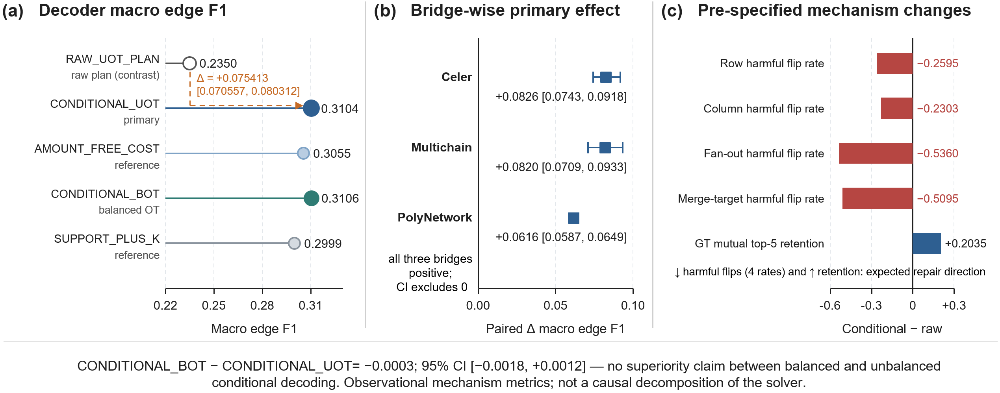 (a) Decoder macro edge F1
RAW_UOT_PLAN
raw plan (contrast)
0.2350
Δ = +0.075413
[0.070557, 0.080312]
CONDITIONAL_UOT
primary
0.3104
AMOUNT_FREE_COST
reference
0.3055
CONDITIONAL_BOT
balanced OT
0.3106
SUPPORT_PLUS_K
reference
0.2999
0.22 0.25 0.28 0.31
Macro edge F1
(b) Bridge-wise primary effect
Celer
+0.0826 [0.0743, 0.0918]
Multichain
+0.0820 [0.0709, 0.0933]
PolyNetwork
+0.0616 [0.0587, 0.0649]
all three bridges
positive;
CI excludes 0
0.00 0.05 0.10
Paired Δ macro edge F1
(c) Pre-specified mechanism changes
Row harmful flip rate −0.2595
Column harmful flip rate −0.2303
Fan-out harmful flip rate −0.5360
Merge-target harmful flip rate −0.5095
GT mutual top-5 retention +0.2035
↓ harmful flips (4 rates) and ↑ retention: expected repair direction
-0.6 -0.3 0 +0.3
Conditional − raw
CONDITIONAL_BOT − CONDITIONAL_UOT= −0.0003; 95% CI [−0.0018, +0.0012] — no superiority claim between balanced and unbalanced
conditional decoding. Observational mechanism metrics; not a causal decomposition of the solver.